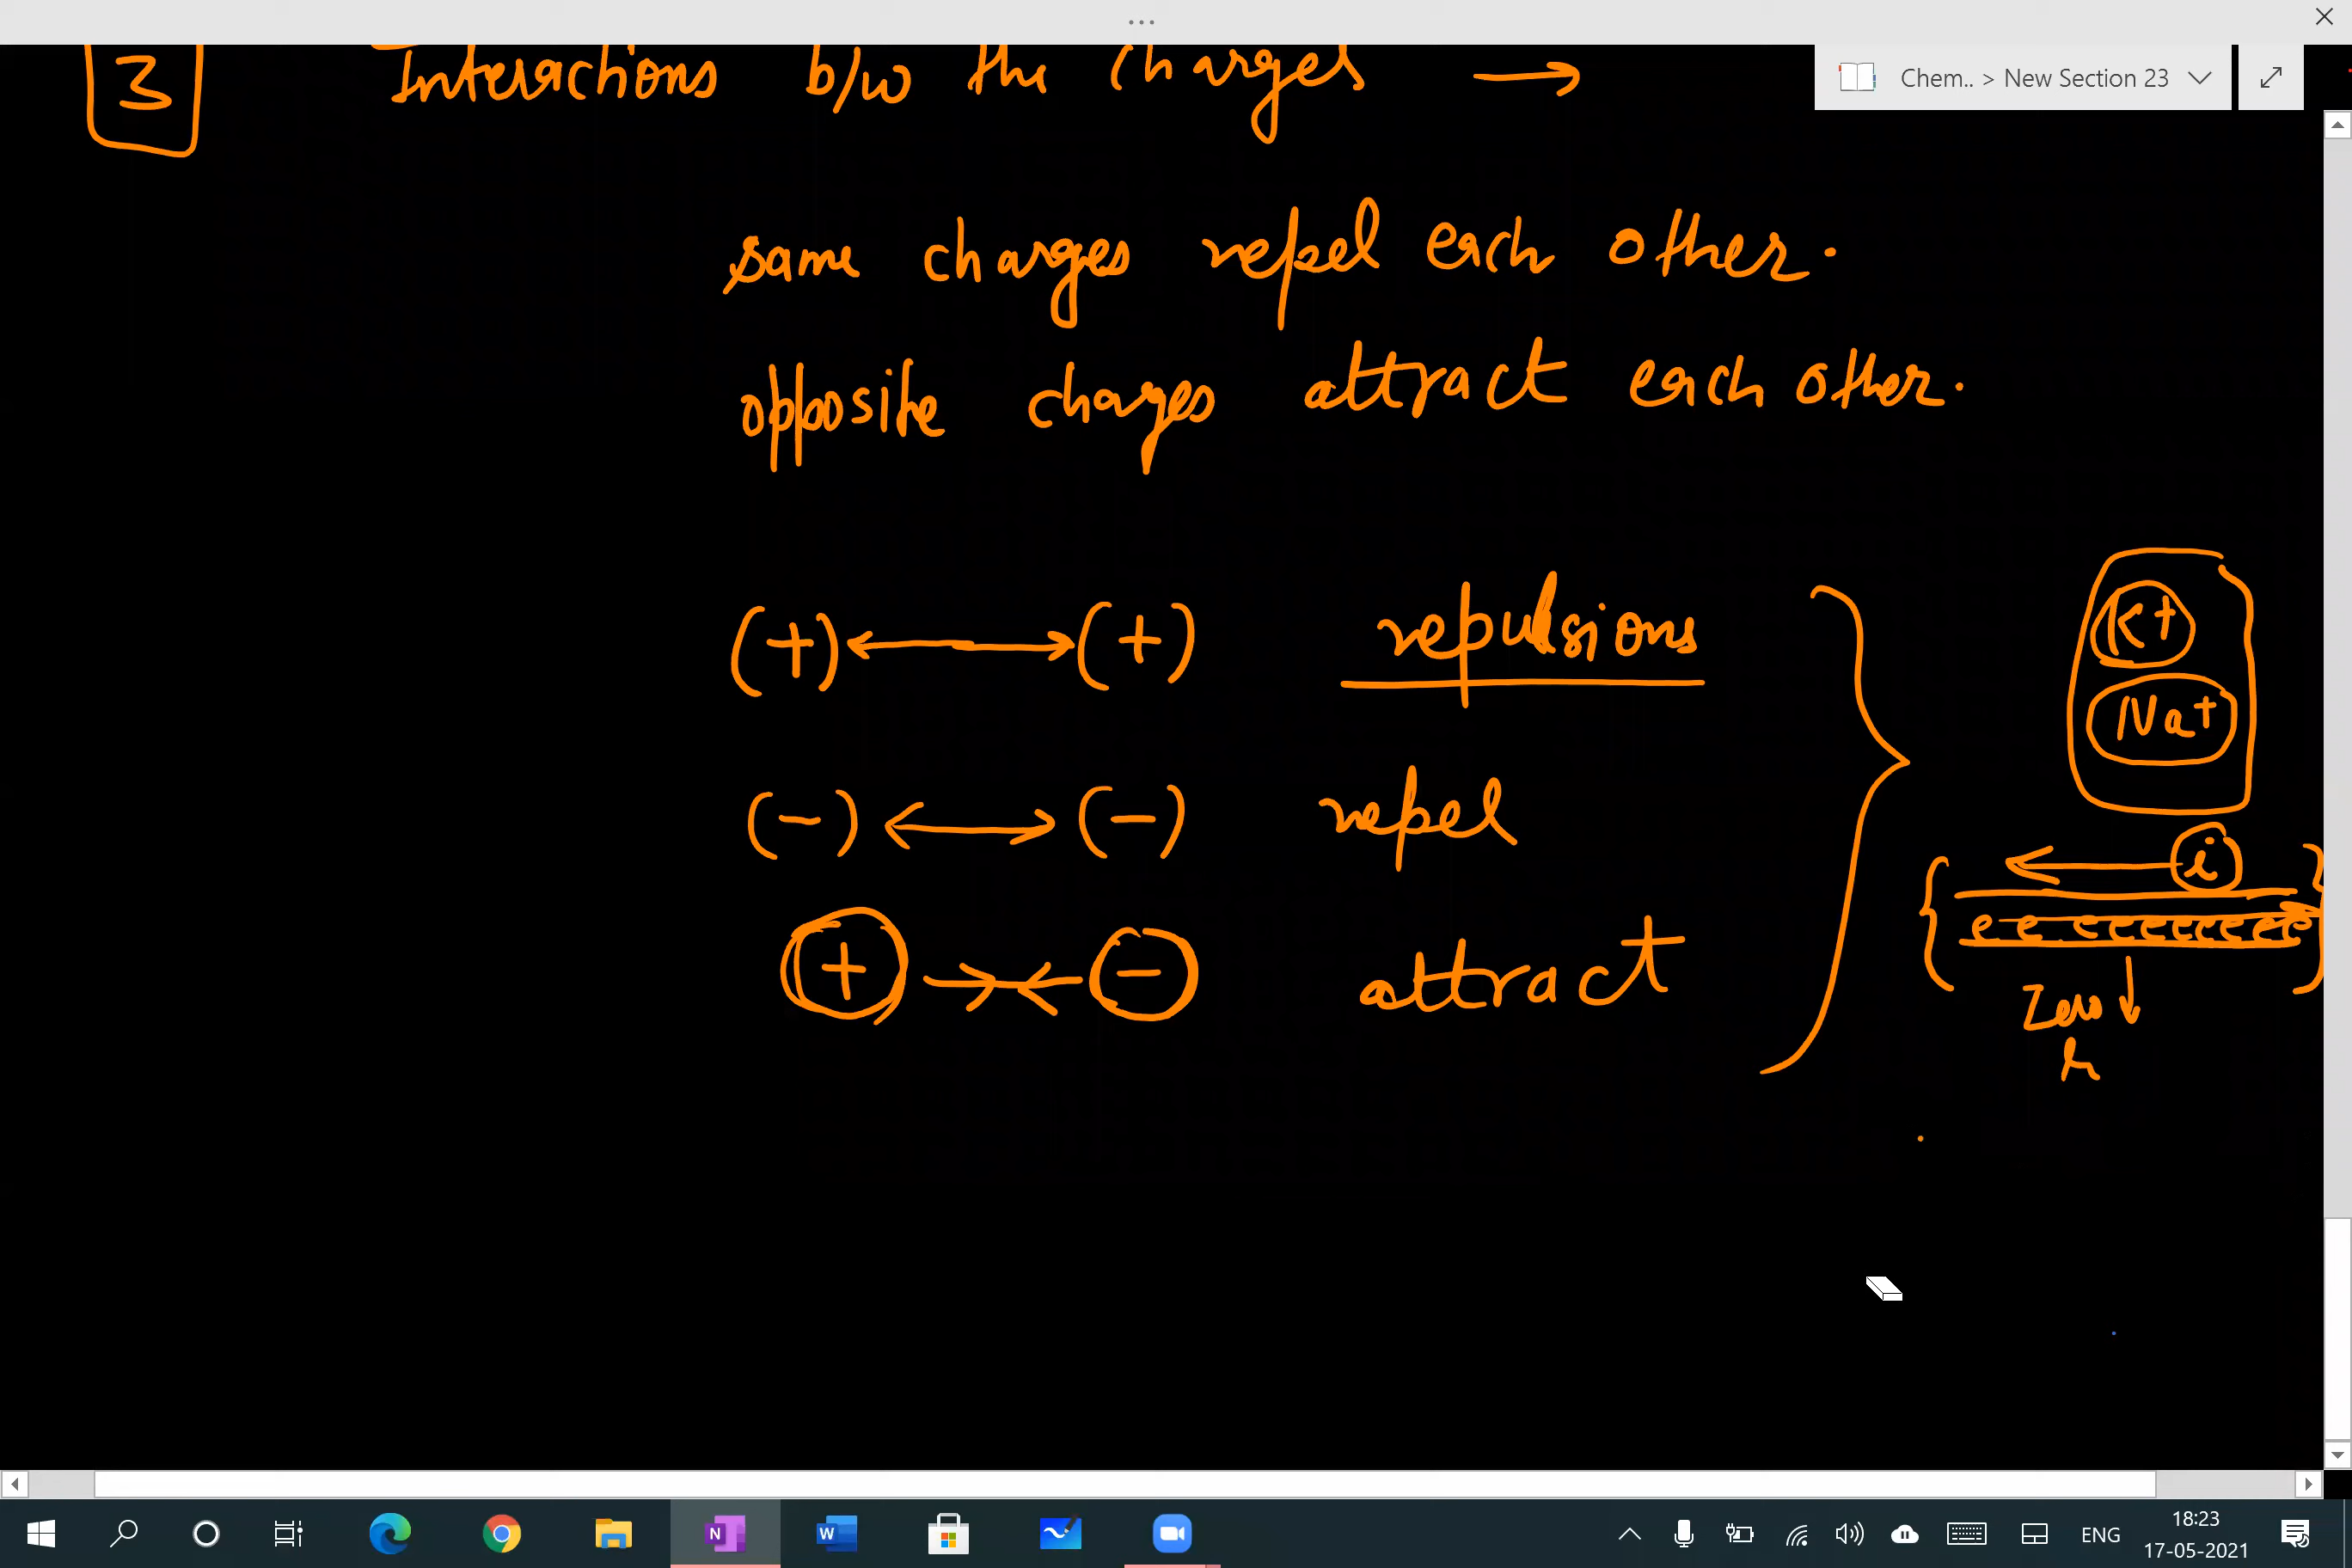 3 Interactions b/w the charges →
Chem.. > New Section 23
same charges repel each other.
opposite charges attract each other.
(+) ←→ (+) repulsions
(-) ←→ (-) repel
+ - attract
K+
Na+
i
e e e e e e e e e
Zero
ENG
18:23
17-05-2021